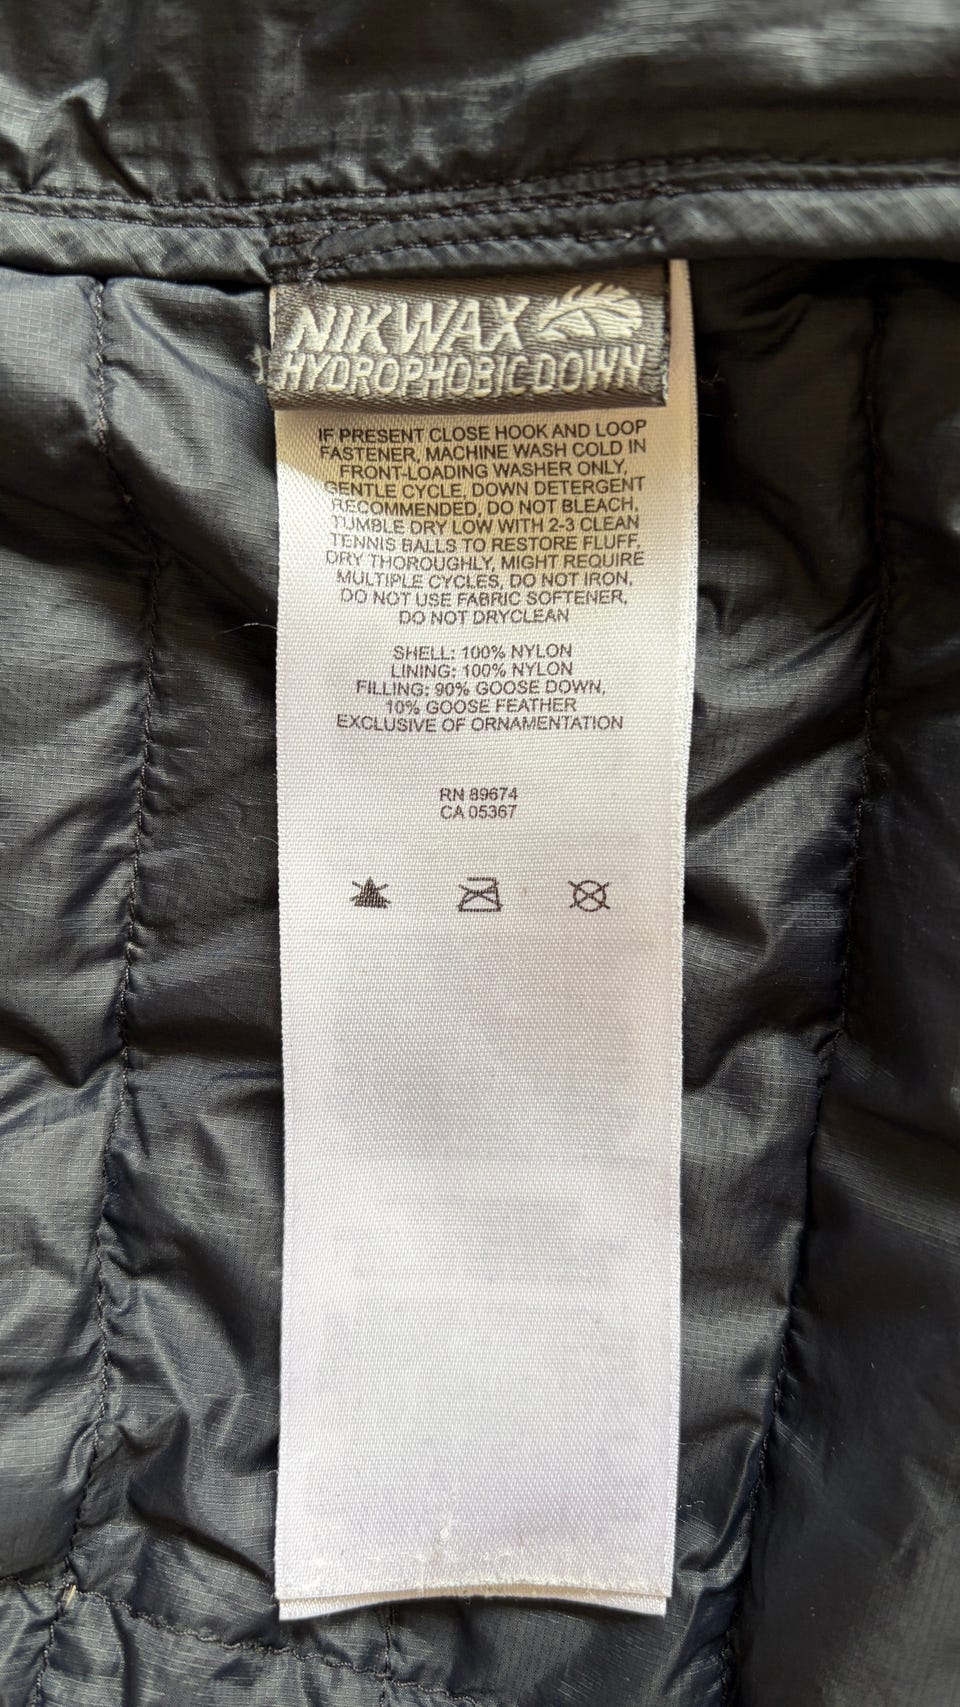 NIKWAX
HYDROPHOBIC DOWN
IF PRESENT CLOSE HOOK AND LOOP
FASTENER, MACHINE WASH COLD IN
FRONT-LOADING WASHER ONLY,
GENTLE CYCLE, DOWN DETERGENT
RECOMMENDED, DO NOT BLEACH,
TUMBLE DRY LOW WITH 2-3 CLEAN
TENNIS BALLS TO RESTORE FLUFF,
DRY THOROUGHLY, MIGHT REQUIRE
MULTIPLE CYCLES, DO NOT IRON,
DO NOT USE FABRIC SOFTENER,
DO NOT DRYCLEAN
SHELL: 100% NYLON
LINING: 100% NYLON
FILLING: 90% GOOSE DOWN,
10% GOOSE FEATHER
EXCLUSIVE OF ORNAMENTATION
RN 89674
CA 05367